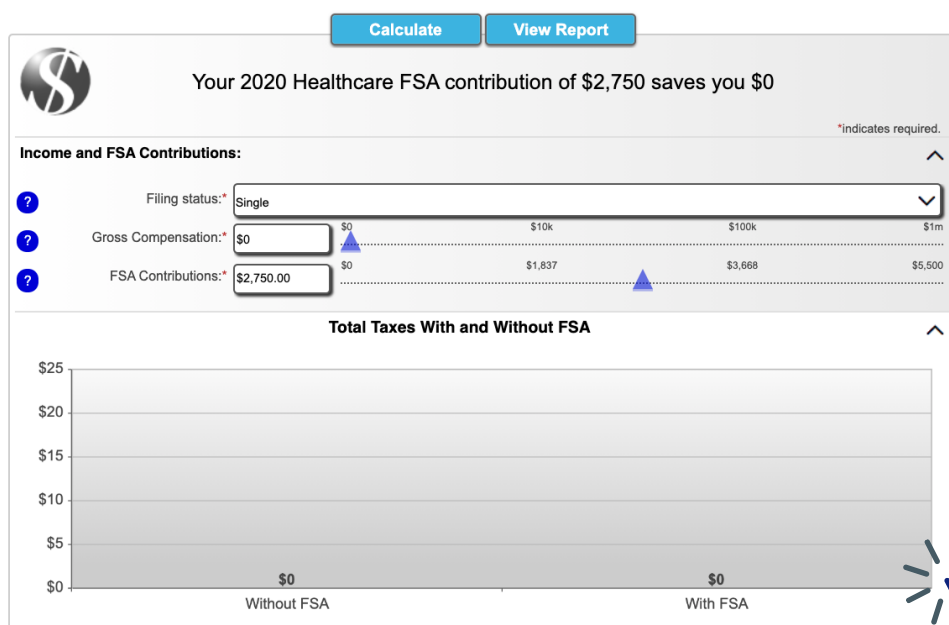 Calculate View Report
Your 2020 Healthcare FSA contribution of $2,750 saves you $0
*indicates required.
Income and FSA Contributions:
? Filing status:* Single
? Gross Compensation:* $0 $0 $10k $100k $1m
? FSA Contributions:* $2,750.00 $0 $1,837 $3,668 $5,500
Total Taxes With and Without FSA
$25
$20
$15
$10
$5
$0
$0 $0
Without FSA With FSA